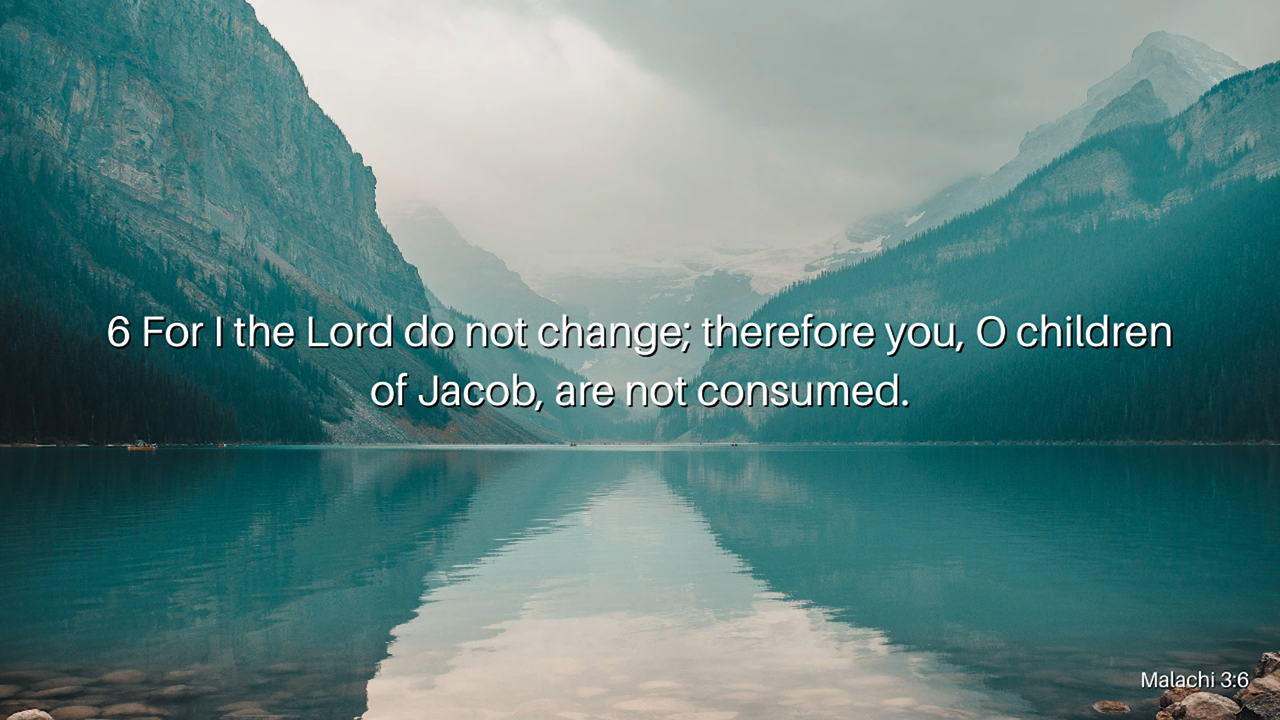 6 For I the Lord do not change; therefore you, O children
of Jacob, are not consumed.
Malachi 3:6